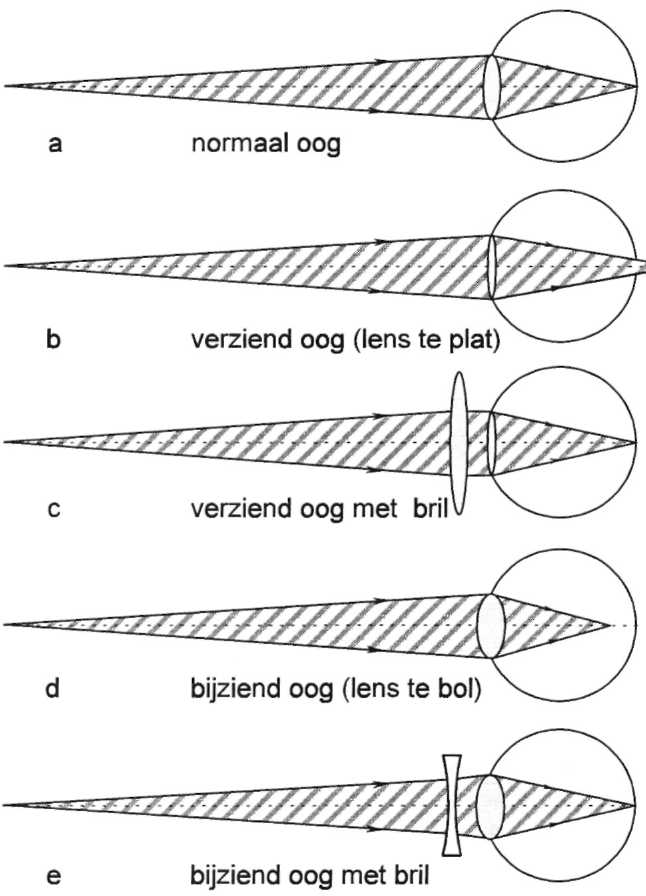 a normaal oog
b verziend oog (lens te plat)
c verziend oog met bril
d bijziend oog (lens te bol)
e bijziend oog met bril